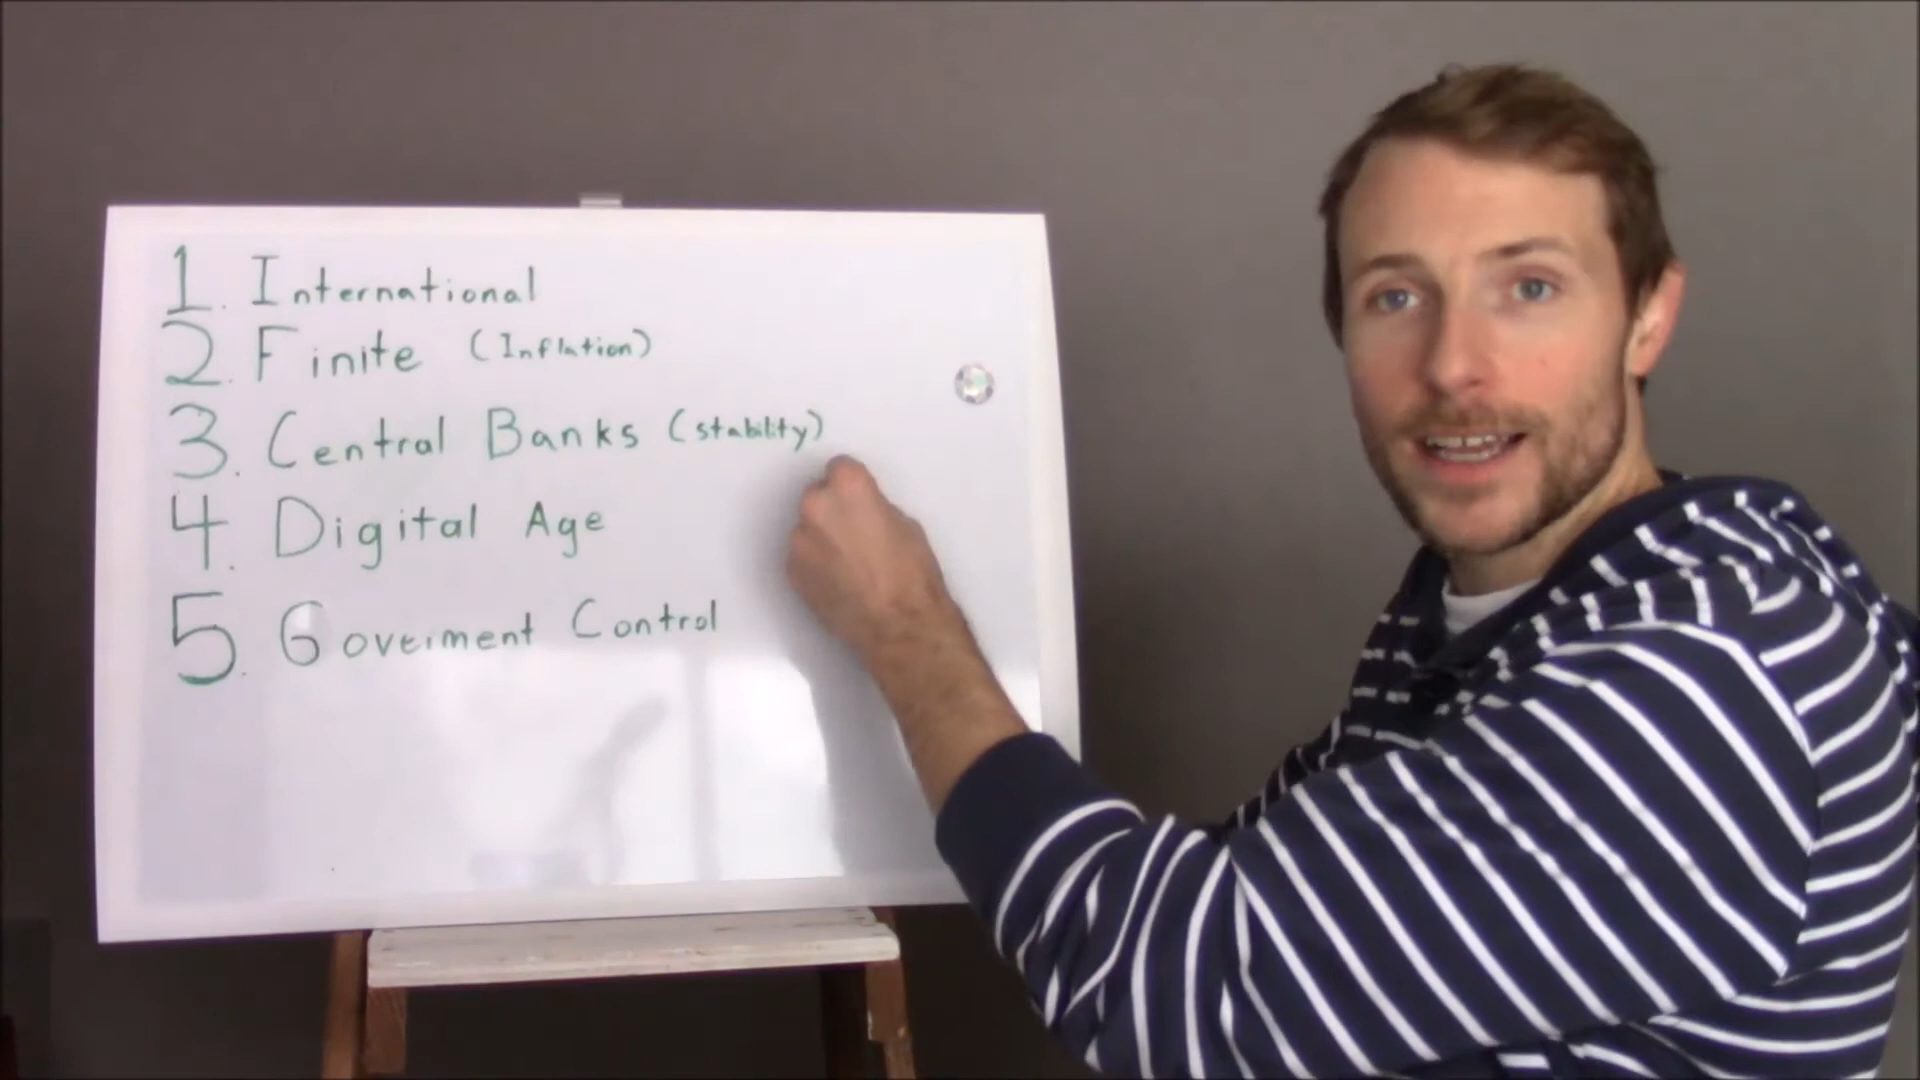 1. International
2. Finite (Inflation)
3. Central Banks (stability)
4. Digital Age
5. Goverment Control